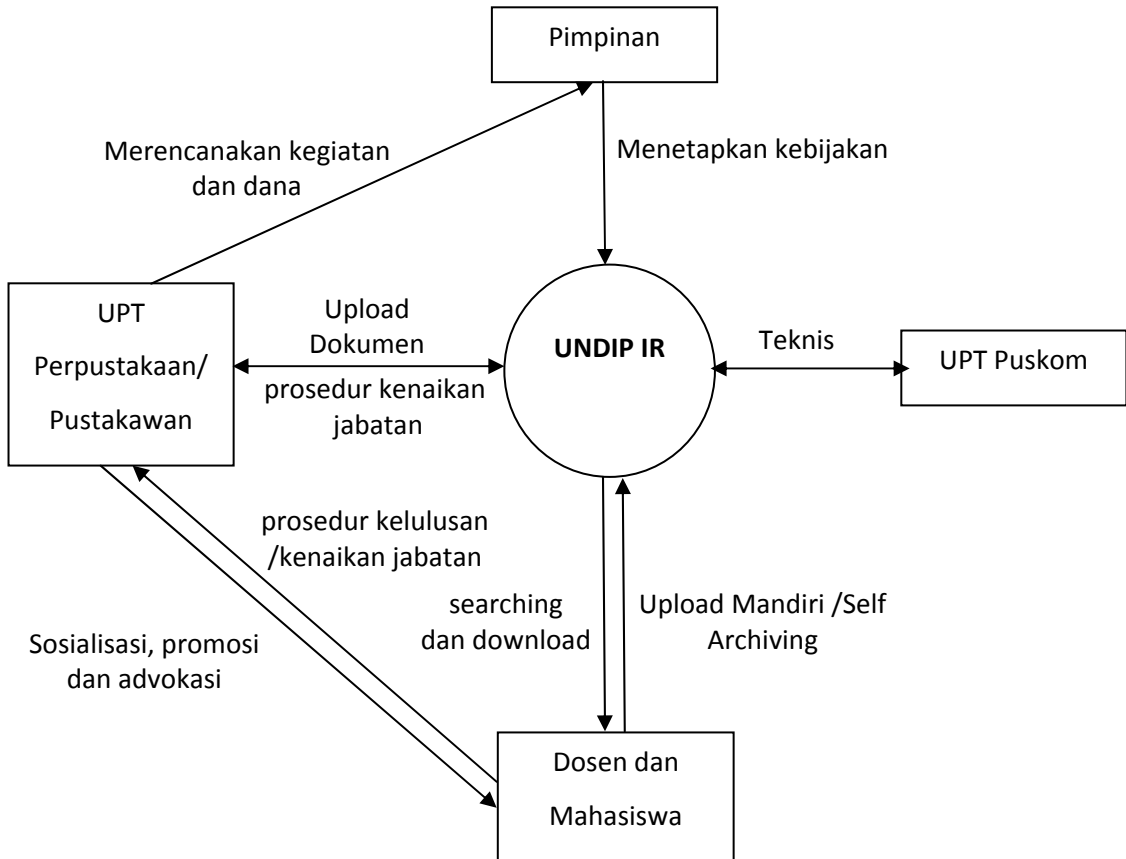 Pimpinan
Merencanakan kegiatan
dan dana
Menetapkan kebijakan
UPT
Perpustakaan/
Pustakawan
Upload
Dokumen
prosedur kenaikan
jabatan
UNDIP IR
Teknis
UPT Puskom
prosedur kelulusan
/kenaikan jabatan
searching
dan download
Upload Mandiri /Self
Archiving
Sosialisasi, promosi
dan advokasi
Dosen dan
Mahasiswa